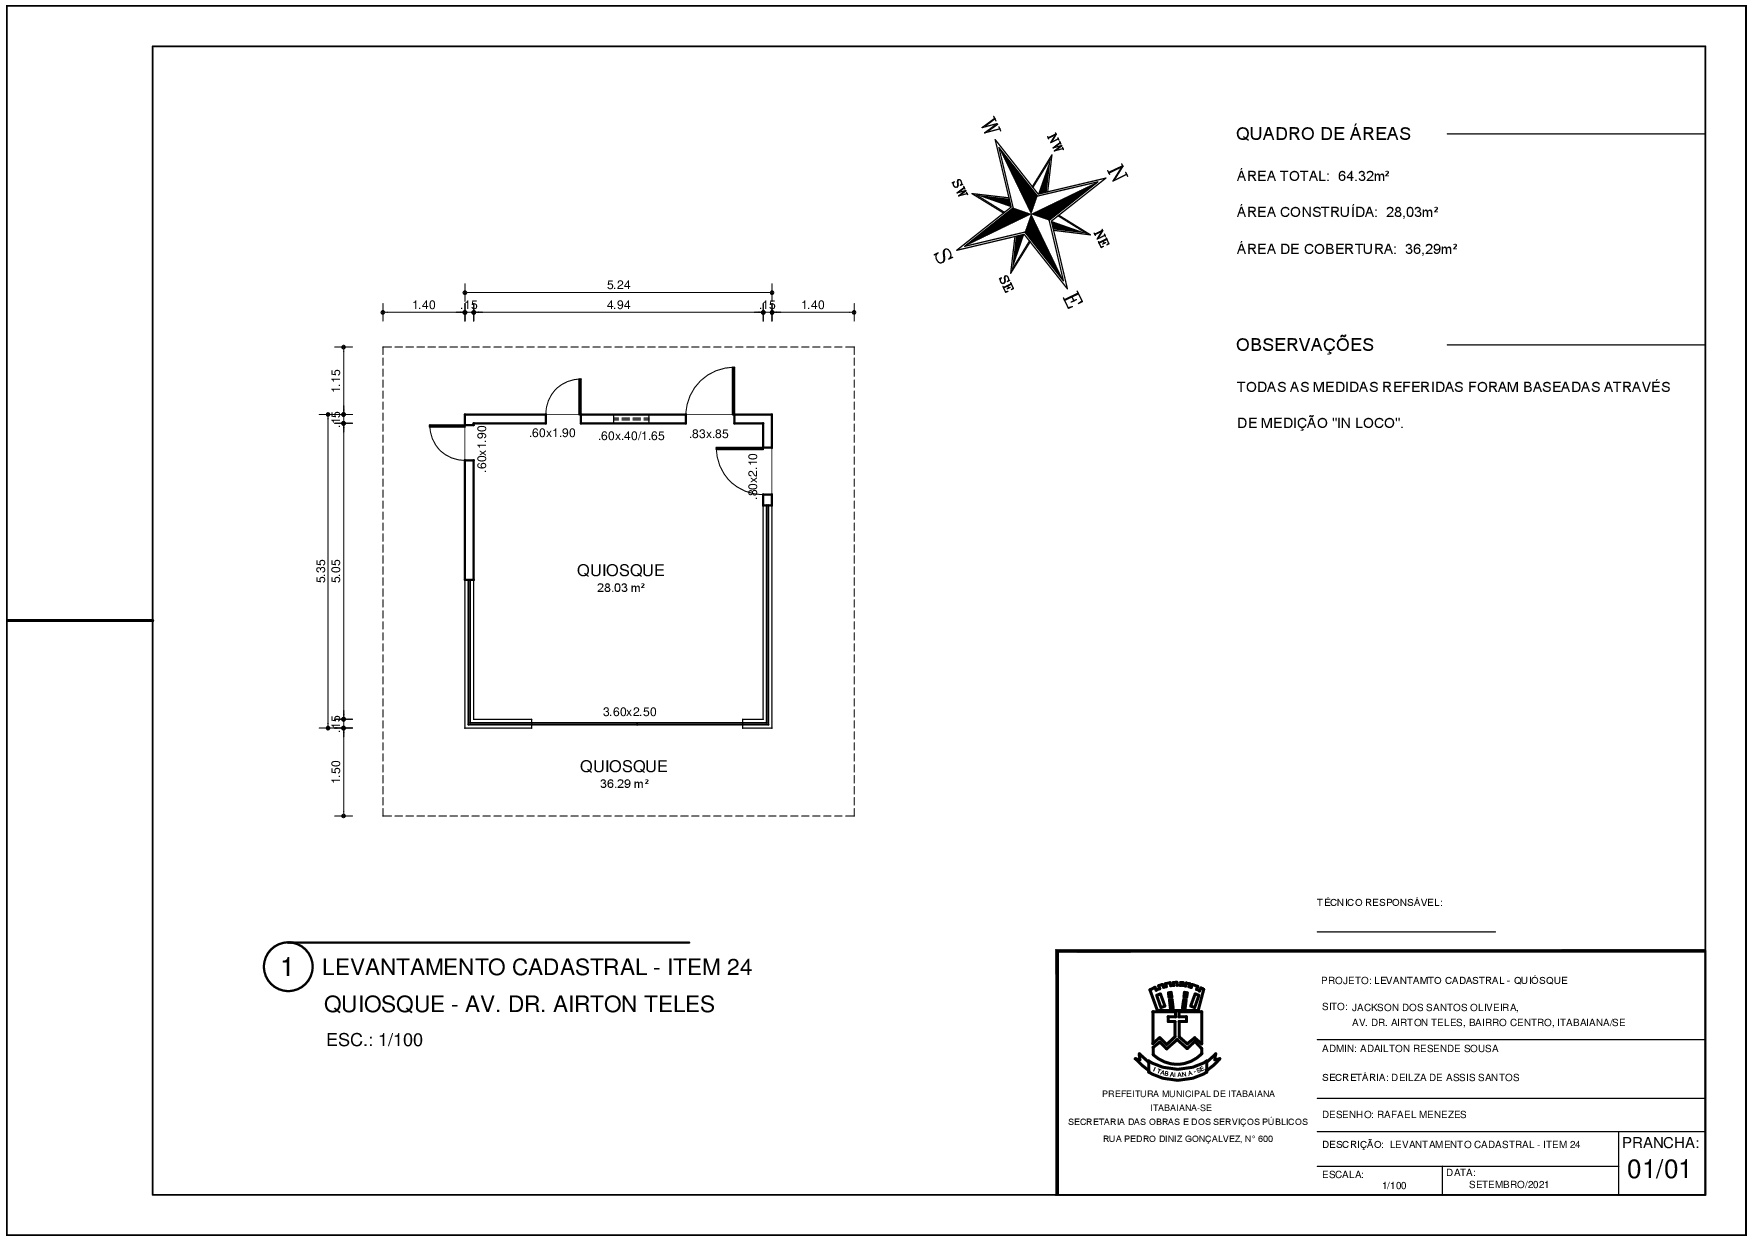 W
NW
N
SW
NE
S
SE
E
QUADRO DE ÁREAS
ÁREA TOTAL: 64.32m²
ÁREA CONSTRUÍDA: 28,03m²
ÁREA DE COBERTURA: 36,29m²
OBSERVAÇÕES
TODAS AS MEDIDAS REFERIDAS FORAM BASEADAS ATRAVÉS
DE MEDIÇÃO "IN LOCO".
5.24
1.40 .15 4.94 .15 1.40
1.15
.15
5.35
5.05
.15
1.50
.60x1.90
.60x1.90
.60x.40/1.65
.83x.85
.80x2.10
QUIOSQUE
28.03 m²
3.60x2.50
QUIOSQUE
36.29 m²
1
LEVANTAMENTO CADASTRAL - ITEM 24
QUIOSQUE - AV. DR. AIRTON TELES
ESC.: 1/100
TÉCNICO RESPONSÁVEL:
ITABAIANA-SE
PREFEITURA MUNICIPAL DE ITABAIANA
ITABAIANA-SE
SECRETARIA DAS OBRAS E DOS SERVIÇOS PÚBLICOS
RUA PEDRO DINIZ GONÇALVEZ, N° 600
PROJETO: LEVANTAMTO CADASTRAL - QUIÓSQUE
SITO: JACKSON DOS SANTOS OLIVEIRA,
AV. DR. AIRTON TELES, BAIRRO CENTRO, ITABAIANA/SE
ADMIN: ADAILTON RESENDE SOUSA
SECRETÁRIA: DEILZA DE ASSIS SANTOS
DESENHO: RAFAEL MENEZES
DESCRIÇÃO: LEVANTAMENTO CADASTRAL - ITEM 24
ESCALA:
1/100
DATA:
SETEMBRO/2021
PRANCHA:
01/01